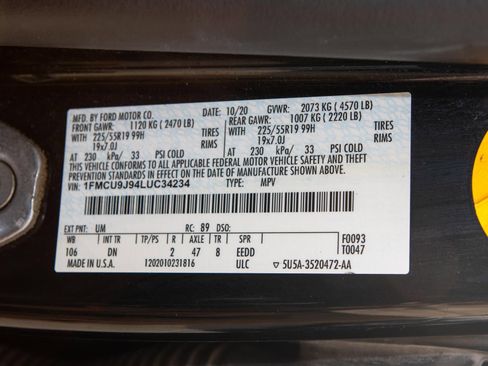 MFD. BY FORD MOTOR CO. DATE: 10/20 GVWR: 2073 KG (4570 LB)
FRONT GAWR: 1120 KG (2470 LB) REAR GAWR: 1007 KG (2220 LB)
WITH 225/55R19 99H TIRES WITH 225/55R19 99H TIRES
19x7.0J RIMS 19x7.0J RIMS
AT 230 kPa/ 33 PSI COLD AT 230 kPa/ 33 PSI COLD
THIS VEHICLE CONFORMS TO ALL APPLICABLE FEDERAL MOTOR VEHICLE SAFETY AND THEFT
PREVENTION STANDARDS IN EFFECT ON THE DATE OF MANUFACTURE SHOWN ABOVE.
VIN: 1FMCU9J94LUC34234 TYPE: MPV
EXT PNT: UM RC: 89 DSO:
WB INT TR TP/PS R AXLE TR SPR F0093
106 DN 2 47 8 EEDD T0047
MADE IN U.S.A. 1202010231816 ULC ▽ 5U5A-3520472-AA